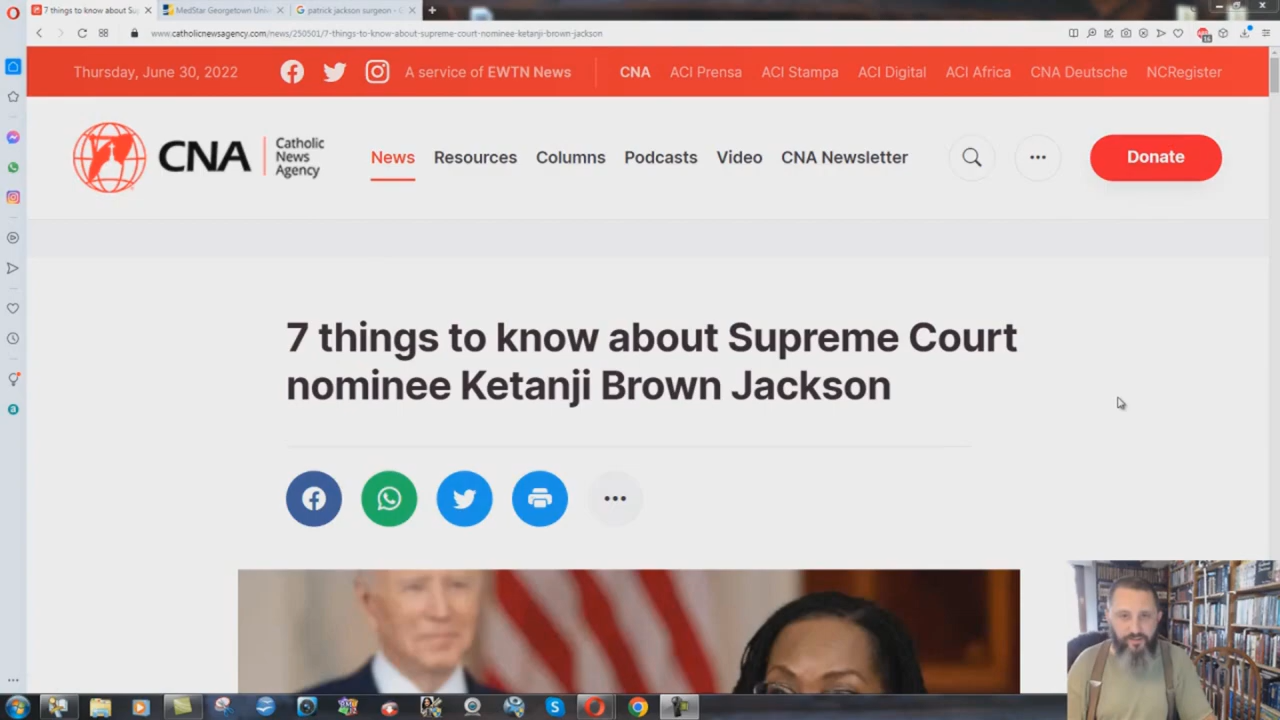 7 things to know about Su
MedStar Georgetown Univ
patrick jackson surgeon - G
www.catholicnewsagency.com/news/250501/7-things-to-know-about-supreme-court-nominee-ketanji-brown-jackson
Thursday, June 30, 2022
A service of EWTN News
CNA
ACI Prensa
ACI Stampa
ACI Digital
ACI Africa
CNA Deutsche
NCRegister
CNA
Catholic
News
Agency
News
Resources
Columns
Podcasts
Video
CNA Newsletter
Donate
7 things to know about Supreme Court
nominee Ketanji Brown Jackson